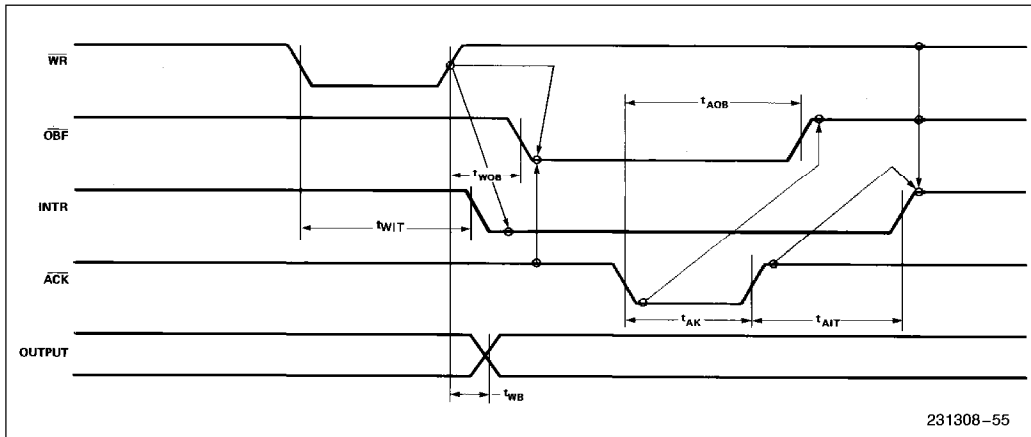 WR
OBF
INTR
ACK
OUTPUT
tAOB
tWOB
tWIT
tAK
tAIT
tWB
231308-55